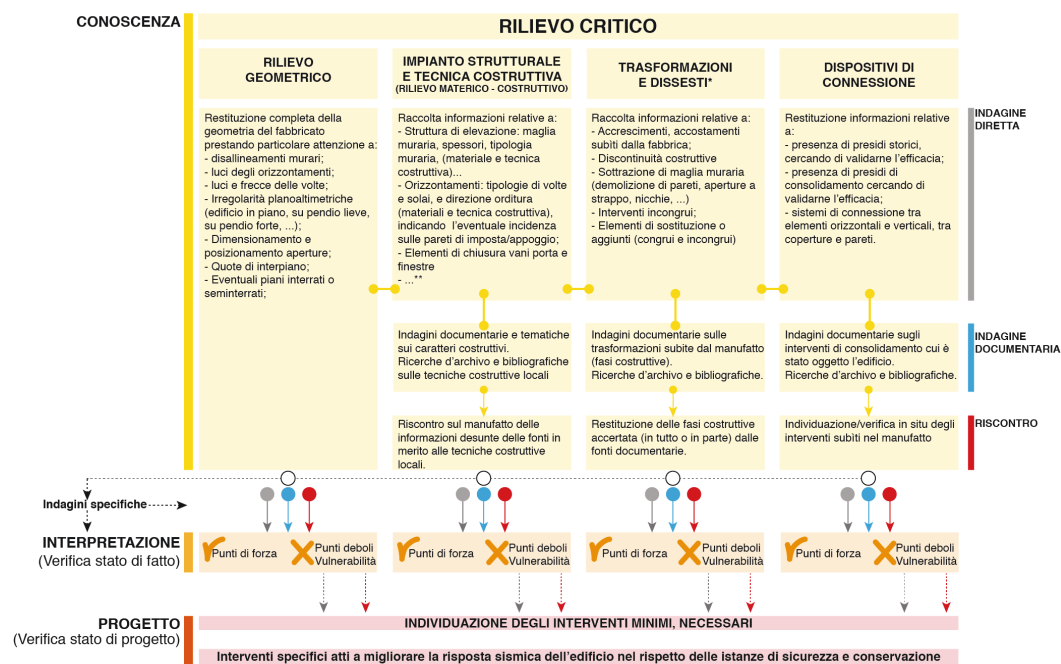 CONOSCENZA
RILIEVO CRITICO
RILIEVO
GEOMETRICO
IMPIANTO STRUTTURALE
E TECNICA COSTRUTTIVA
(RILIEVO MATERICO - COSTRUTTIVO)
TRASFORMAZIONI
E DISSESTI*
DISPOSITIVI DI
CONNESSIONE
Restituzione completa della
geometria del fabbricato
prestando particolare attenzione a:
- disallineamenti murari;
- luci degli orizzontamenti;
- luci e frecce delle volte;
- Irregolarità planoaltimetriche
(edificio in piano, su pendio lieve,
su pendio forte, ...);
- Dimensionamento e
posizionamento aperture;
- Quote di interpiano;
- Eventuali piani interrati o
seminterrati;
Raccolta informazioni relative a:
- Struttura di elevazione: maglia
muraria, spessori, tipologia
muraria, (materiale e tecnica
costruttiva)...
- Orizzontamenti: tipologie di volte
e solai, e direzione orditura
(materiali e tecnica costruttiva),
indicando  l'eventuale incidenza
sulle pareti di imposta/appoggio;
- Elementi di chiusura vani porta e
finestre
- ...**
Raccolta informazioni relative a:
- Accrescimenti, accostamenti
subìti dalla fabbrica;
- Discontinuità costruttive
- Sottrazione di maglia muraria
(demolizione di pareti, aperture a
strappo, nicchie, ...)
- Interventi incongrui;
- Elementi di sostituzione o
aggiunti (congrui e incongrui)
Restituzione informazioni relative
a:
- presenza di presidi storici,
cercando di validarne l'efficacia;
- presenza di presidi di
consolidamento cercando di
validarne l'efficacia;
- sistemi di connessione tra
elementi orizzontali e verticali, tra
coperture e pareti.
INDAGINE
DIRETTA
Indagini documentarie e tematiche
sui caratteri costruttivi.
Ricerche d'archivio e bibliografiche
sulle tecniche costruttive locali
Indagini documentarie sulle
trasformazioni subite dal manufatto
(fasi costruttive).
Ricerche d'archivio e bibliografiche.
Indagini documentarie sugli
interventi di consolidamento cui è
stato oggetto l'edificio.
Ricerche d'archivio e bibliografiche.
INDAGINE
DOCUMENTARIA
Riscontro sul manufatto delle
informazioni desunte delle fonti in
merito alle tecniche costruttive
locali.
Restituzione delle fasi costruttive
accertata (in tutto o in parte) dalle
fonti documentarie.
Individuazione/verifica in situ degli
interventi subìti nel manufatto
RISCONTRO
Indagini specifiche
INTERPRETAZIONE
(Verifica stato di fatto)
Punti di forza
Punti deboli
Vulnerabilità
Punti di forza
Punti deboli
Vulnerabilità
Punti di forza
Punti deboli
Vulnerabilità
Punti di forza
Punti deboli
Vulnerabilità
PROGETTO
(Verifica stato di progetto)
INDIVIDUAZIONE DEGLI INTERVENTI MINIMI, NECESSARI
Interventi specifici atti a migliorare la risposta sismica dell'edificio nel rispetto delle istanze di sicurezza e conservazione